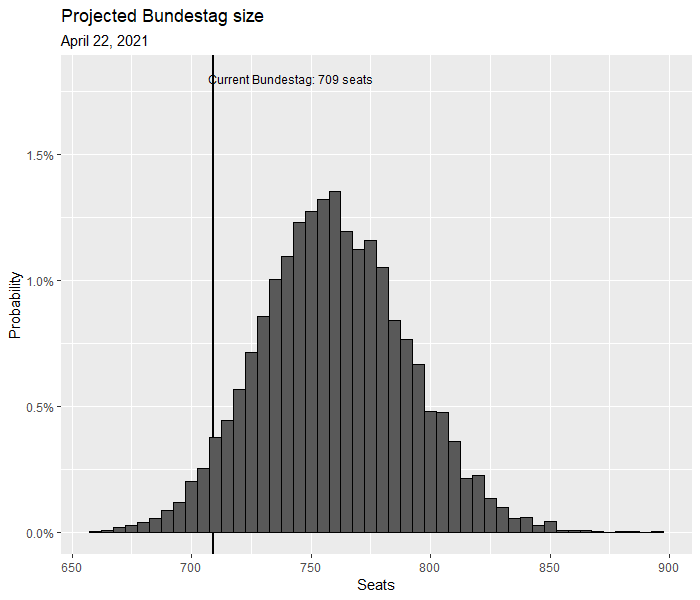 Projected Bundestag size
April 22, 2021
Current Bundestag: 709 seats
1.5%
1.0%
0.5%
0.0%
Probability
650 700 750 800 850 900
Seats